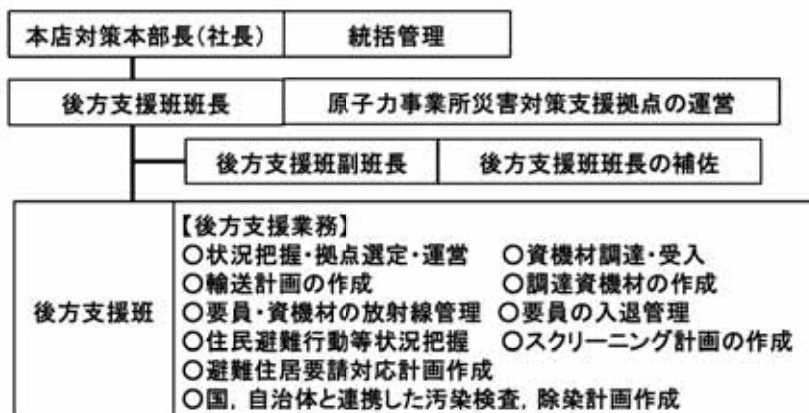 本店対策本部長(社長) 統括管理
後方支援班班長 原子力事業所災害対策支援拠点の運営
後方支援班副班長 後方支援班班長の補佐
後方支援班
【後方支援業務】
○状況把握・拠点選定・運営 ○資機材調達・受入
○輸送計画の作成 ○調達資機材の作成
○要員・資機材の放射線管理 ○要員の入退管理
○住民避難行動等状況把握 ○スクリーニング計画の作成
○避難住居要請対応計画作成
○国，自治体と連携した汚染検査，除染計画作成